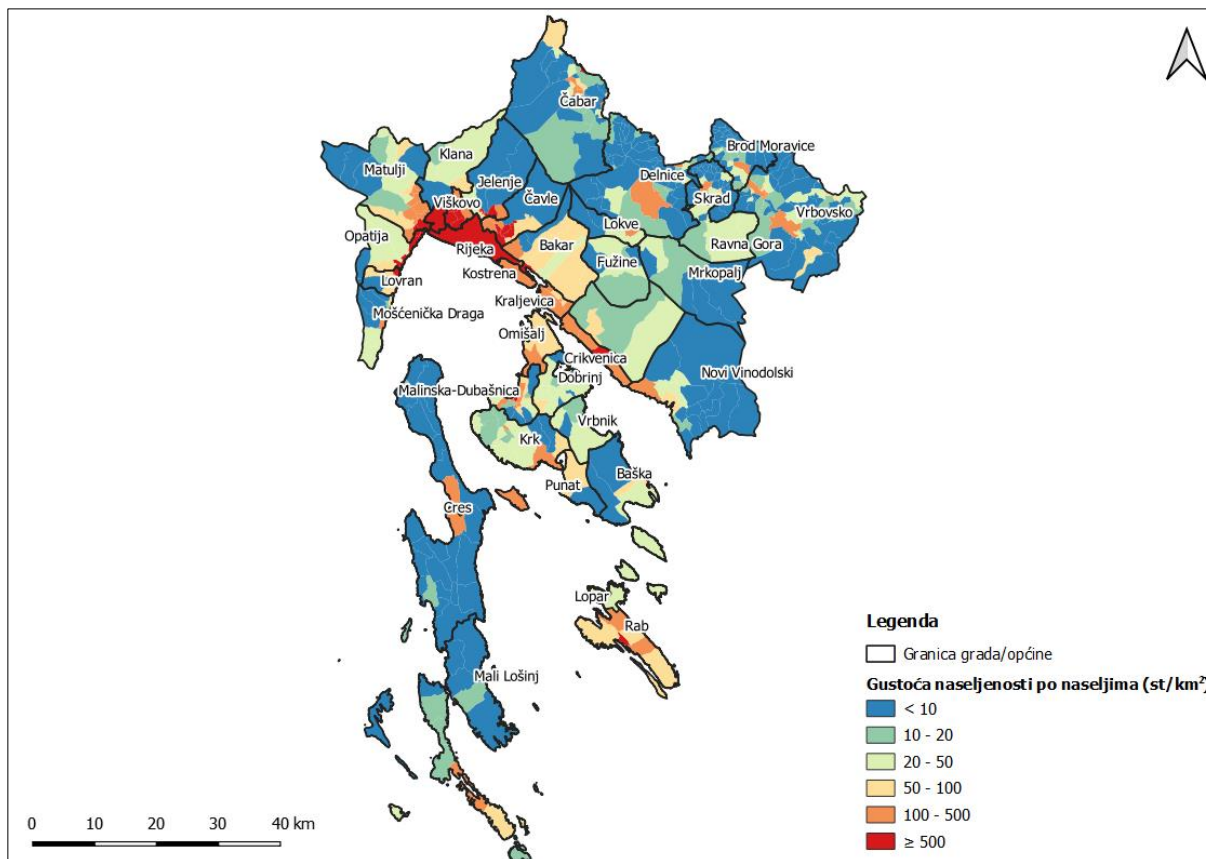 Čabar
Brod Moravice
Klana
Delnice
Matulji
Jelenje
Skrad
Čavle
Viškovo
Vrbovsko
Lokve
Opatija
Bakar
Ravna Gora
Rijeka
Fužine
Kostrena
Mrkopalj
Lovran
Kraljevica
Mošćenička Draga
Omišalj
Crikvenica
Novi Vinodolski
Dobrinj
Malinska-Dubašnica
Vrbnik
Krk
Baška
Punat
Cres
Lopar
Rab
Mali Lošinj
Legenda
Granica grada/općine
Gustoća naseljenosti po naseljima (st/km²)
< 10
10 - 20
20 - 50
50 - 100
100 - 500
≥ 500
0 10 20 30 40 km